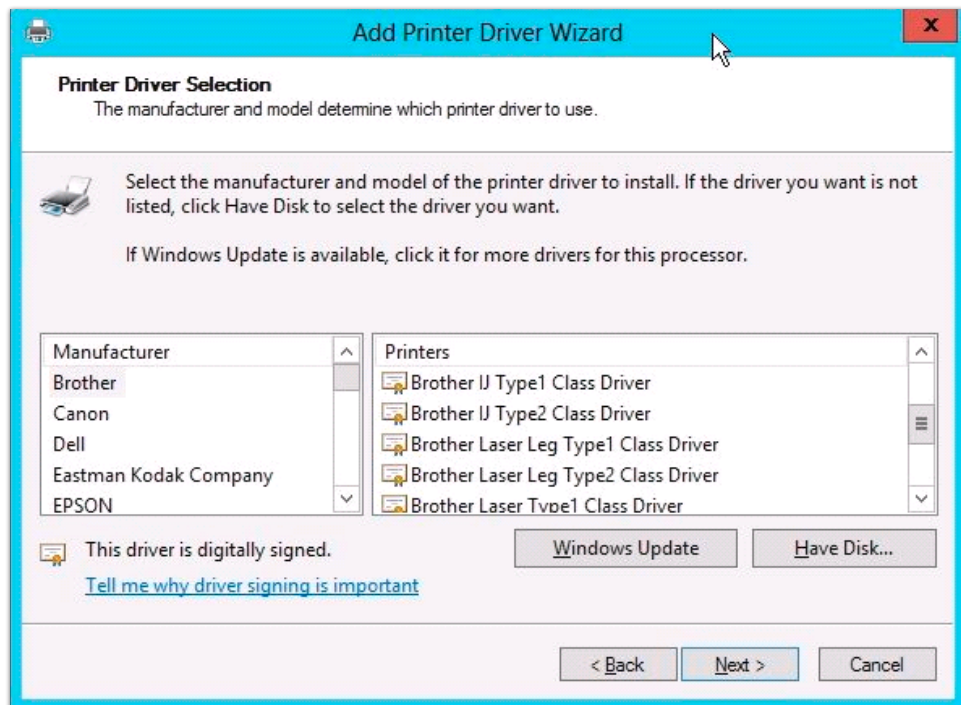 Add Printer Driver Wizard
x
Printer Driver Selection
The manufacturer and model determine which printer driver to use.
Select the manufacturer and model of the printer driver to install. If the driver you want is not
listed, click Have Disk to select the driver you want.
If Windows Update is available, click it for more drivers for this processor.
Manufacturer
Brother
Canon
Dell
Eastman Kodak Company
EPSON
Printers
Brother IJ Type1 Class Driver
Brother IJ Type2 Class Driver
Brother Laser Leg Type1 Class Driver
Brother Laser Leg Type2 Class Driver
Brother Laser Type1 Class Driver
This driver is digitally signed.
Tell me why driver signing is important
Windows Update
Have Disk...
< Back
Next >
Cancel